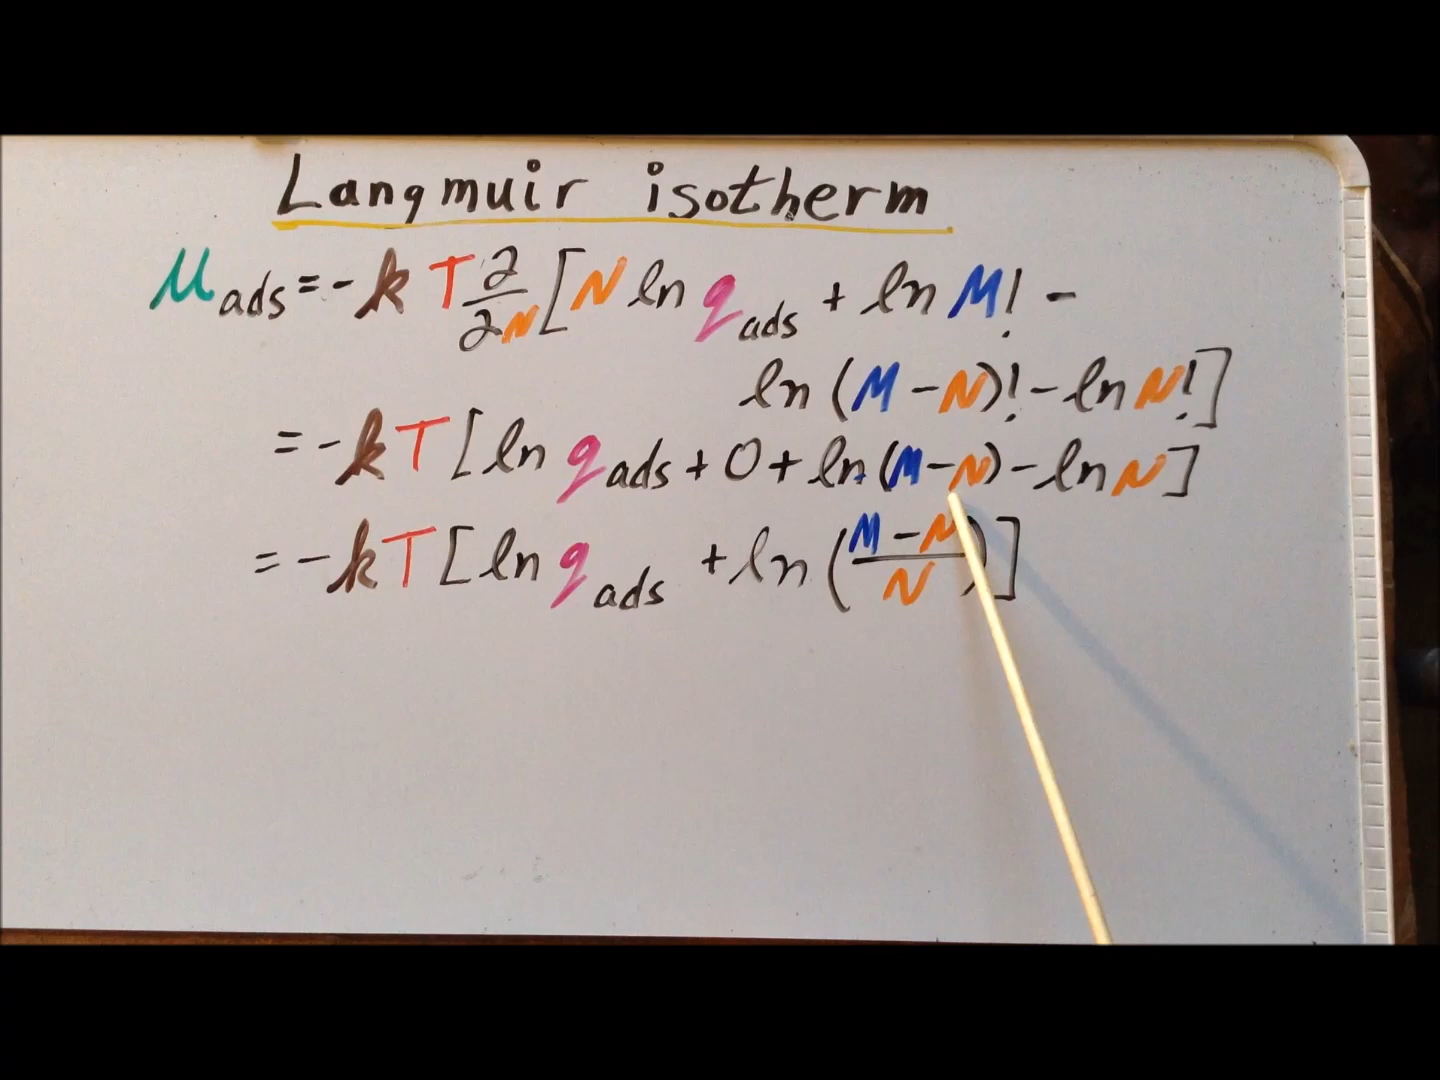 Langmuir isotherm
μads = -kT ∂/∂N [N ln qads + ln M! -
ln (M - N)! - ln N!]
= -kT [ln qads + 0 + ln (M - N) - ln N]
= -kT [ln qads + ln ((M - N)/N)]